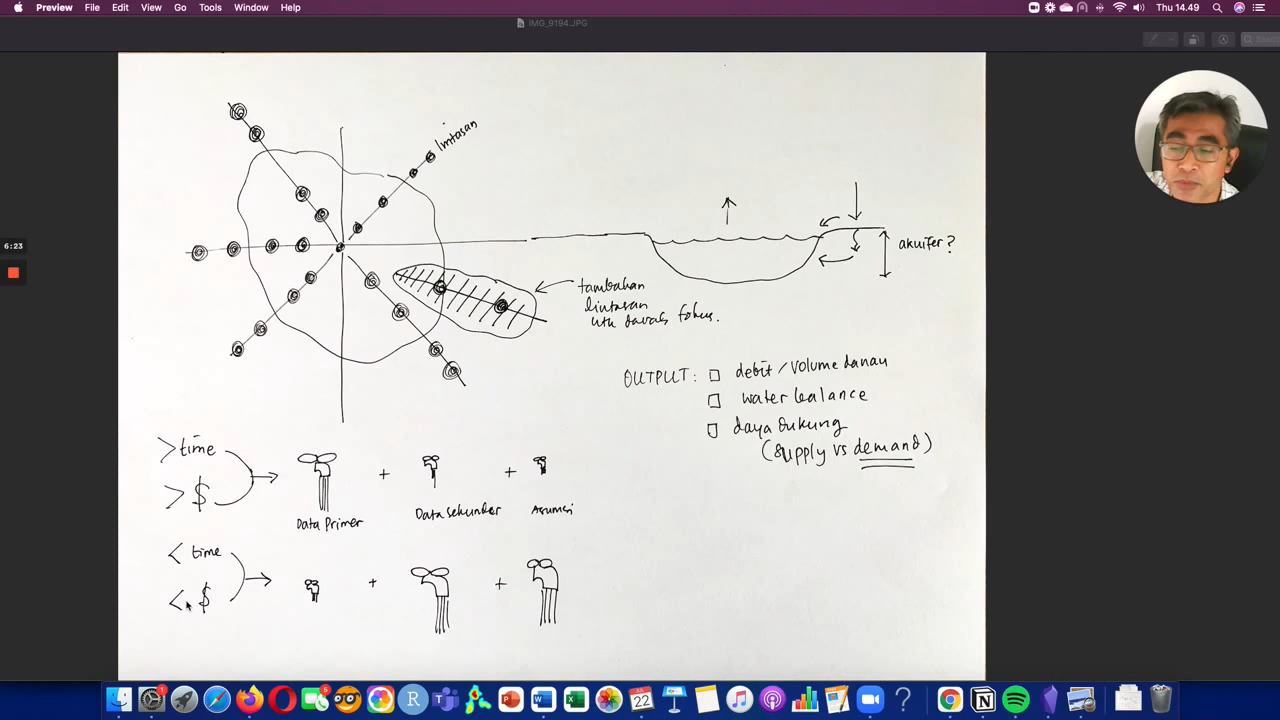 Preview File Edit View Go Tools Window Help
Thu 14.49
IMG_9194.JPG
6:23
lintasan
akuifer?
tambahan
lintasan
utk fokus.
OUTPUT: debit / volume danau
water balance
daya dukung
(supply vs demand)
>time
>$
+ +
Data Primer Data sekunder Asumsi
< time
<$
+ +